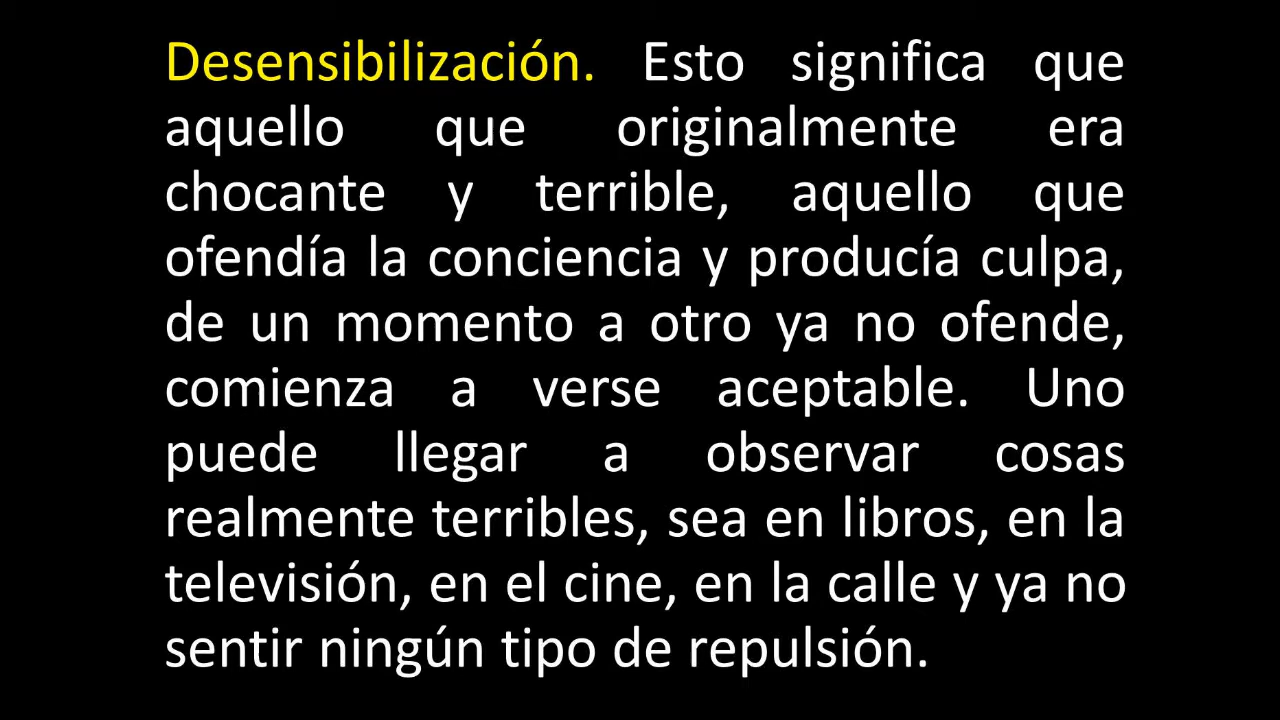 Desensibilización. Esto significa que
aquello que originalmente era
chocante y terrible, aquello que
ofendía la conciencia y producía culpa,
de un momento a otro ya no ofende,
comienza a verse aceptable. Uno
puede llegar a observar cosas
realmente terribles, sea en libros, en la
televisión, en el cine, en la calle y ya no
sentir ningún tipo de repulsión.